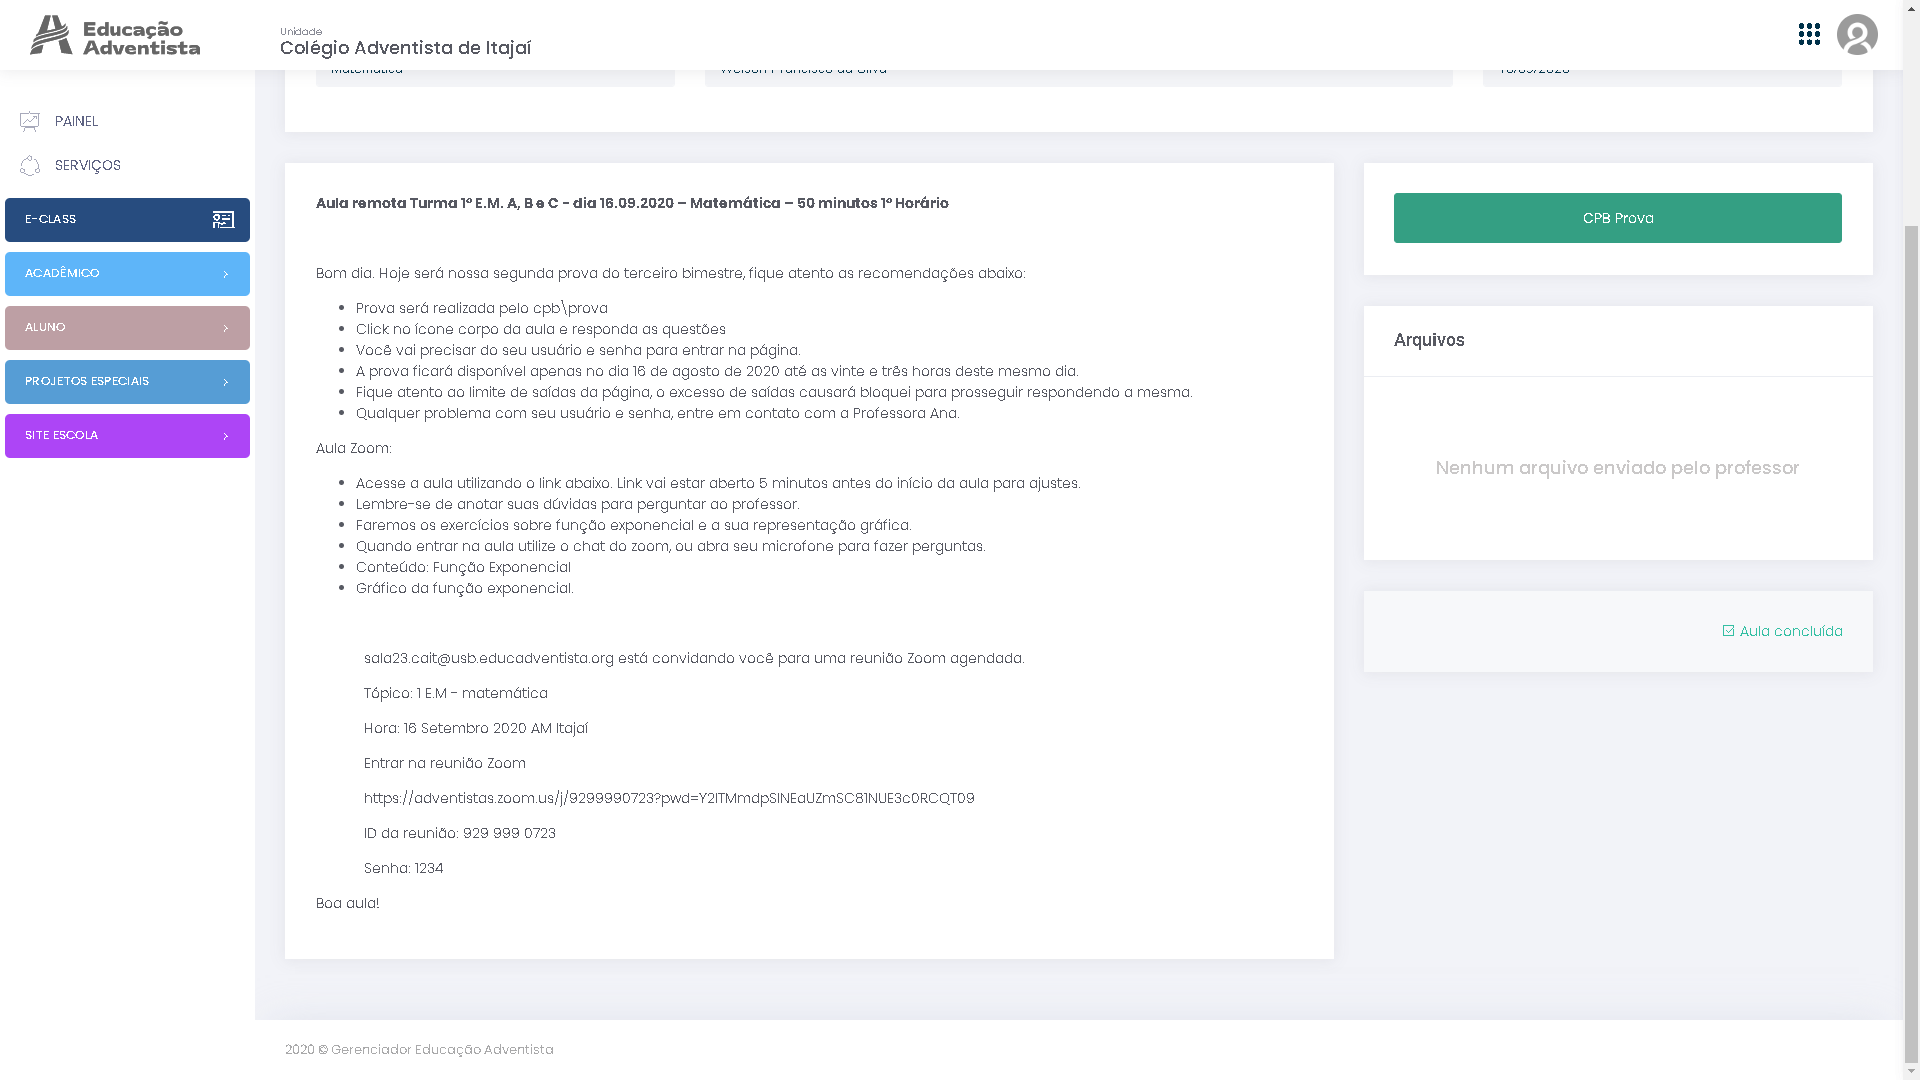 Educação
Adventista
Unidade
Colégio Adventista de Itajaí
Matemática
Welson Francisco da Silva
16/09/2020
PAINEL
SERVIÇOS
E-CLASS
ACADÊMICO
ALUNO
PROJETOS ESPECIAIS
SITE ESCOLA
Aula remota Turma 1º E.M. A, B e C - dia 16.09.2020 – Matemática – 50 minutos 1º Horário
Bom dia. Hoje será nossa segunda prova do terceiro bimestre, fique atento as recomendações abaixo:
Prova será realizada pelo cpb\prova
Click no ícone corpo da aula e responda as questões
Você vai precisar do seu usuário e senha para entrar na página.
A prova ficará disponível apenas no dia 16 de agosto de 2020 até as vinte e três horas deste mesmo dia.
Fique atento ao limite de saídas da página, o excesso de saídas causará bloquei para prosseguir respondendo a mesma.
Qualquer problema com seu usuário e senha, entre em contato com a Professora Ana.
Aula Zoom:
Acesse a aula utilizando o link abaixo. Link vai estar aberto 5 minutos antes do início da aula para ajustes.
Lembre-se de anotar suas dúvidas para perguntar ao professor.
Faremos os exercícios sobre função exponencial e a sua representação gráfica.
Quando entrar na aula utilize o chat do zoom, ou abra seu microfone para fazer perguntas.
Conteúdo: Função Exponencial
Gráfico da função exponencial.
sala23.cait@usb.educadventista.org está convidando você para uma reunião Zoom agendada.
Tópico: 1 E.M - matemática
Hora: 16 Setembro 2020 AM Itajaí
Entrar na reunião Zoom
https://adventistas.zoom.us/j/9299990723?pwd=Y2lTMmdpSlNEaUZmSC81NUE3c0RCQT09
ID da reunião: 929 999 0723
Senha: 1234
Boa aula!
CPB Prova
Arquivos
Nenhum arquivo enviado pelo professor
Aula concluída
2020 © Gerenciador Educação Adventista